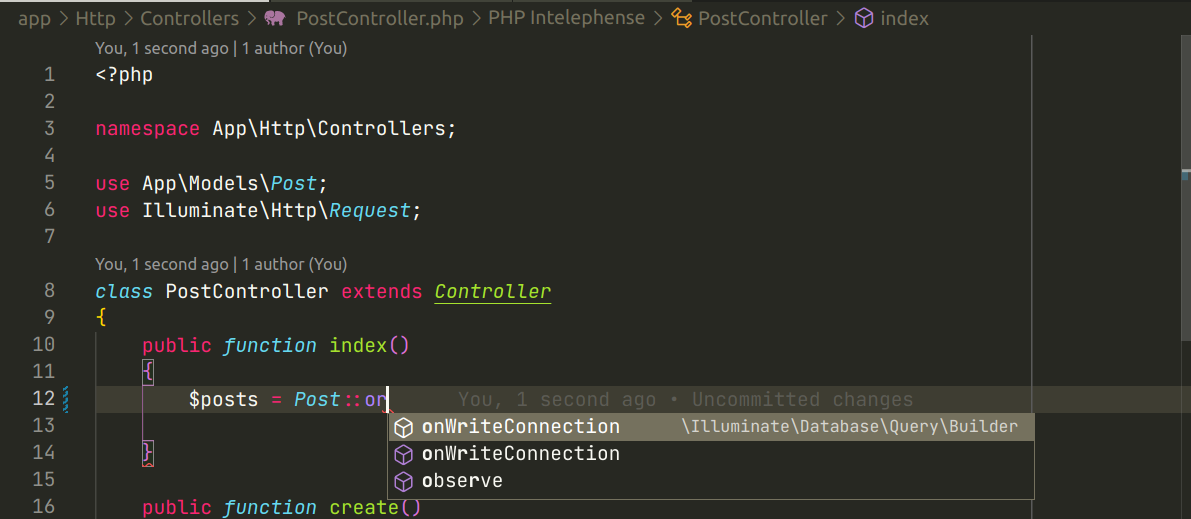 app > Http > Controllers > PostController.php > PHP Intelephense > PostController > index
You, 1 second ago | 1 author (You)
1 <?php
2
3 namespace App\Http\Controllers;
4
5 use App\Models\Post;
6 use Illuminate\Http\Request;
7
You, 1 second ago | 1 author (You)
8 class PostController extends Controller
9 {
10 public function index()
11 {
12 $posts = Post::or You, 1 second ago • Uncommitted changes
13 onWriteConnection \Illuminate\Database\Query\Builder
14 } onWriteConnection
15 observe
16 public function create()